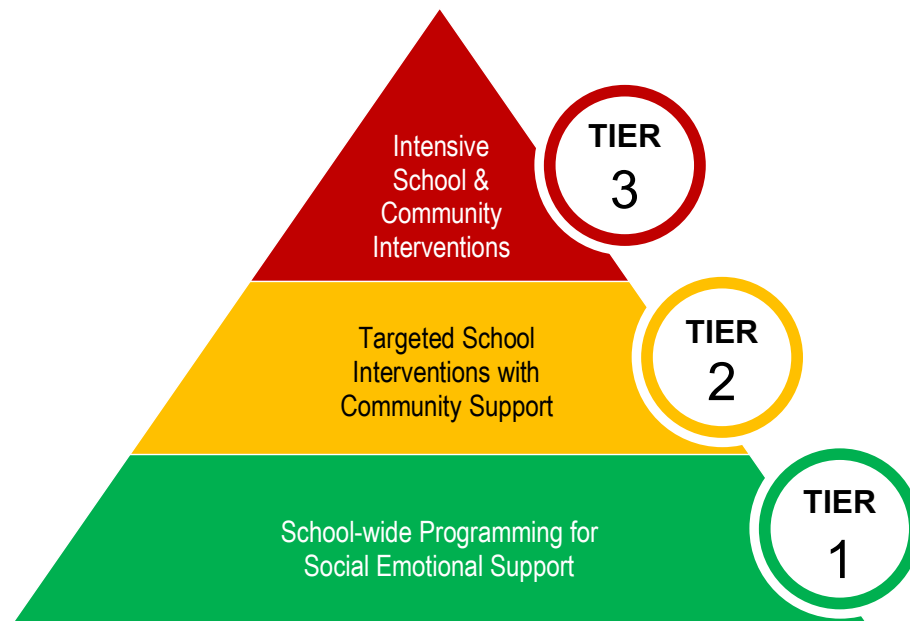 Intensive
School &
Community
Interventions
TIER
3
Targeted School
Interventions with
Community Support
TIER
2
School-wide Programming for
Social Emotional Support
TIER
1